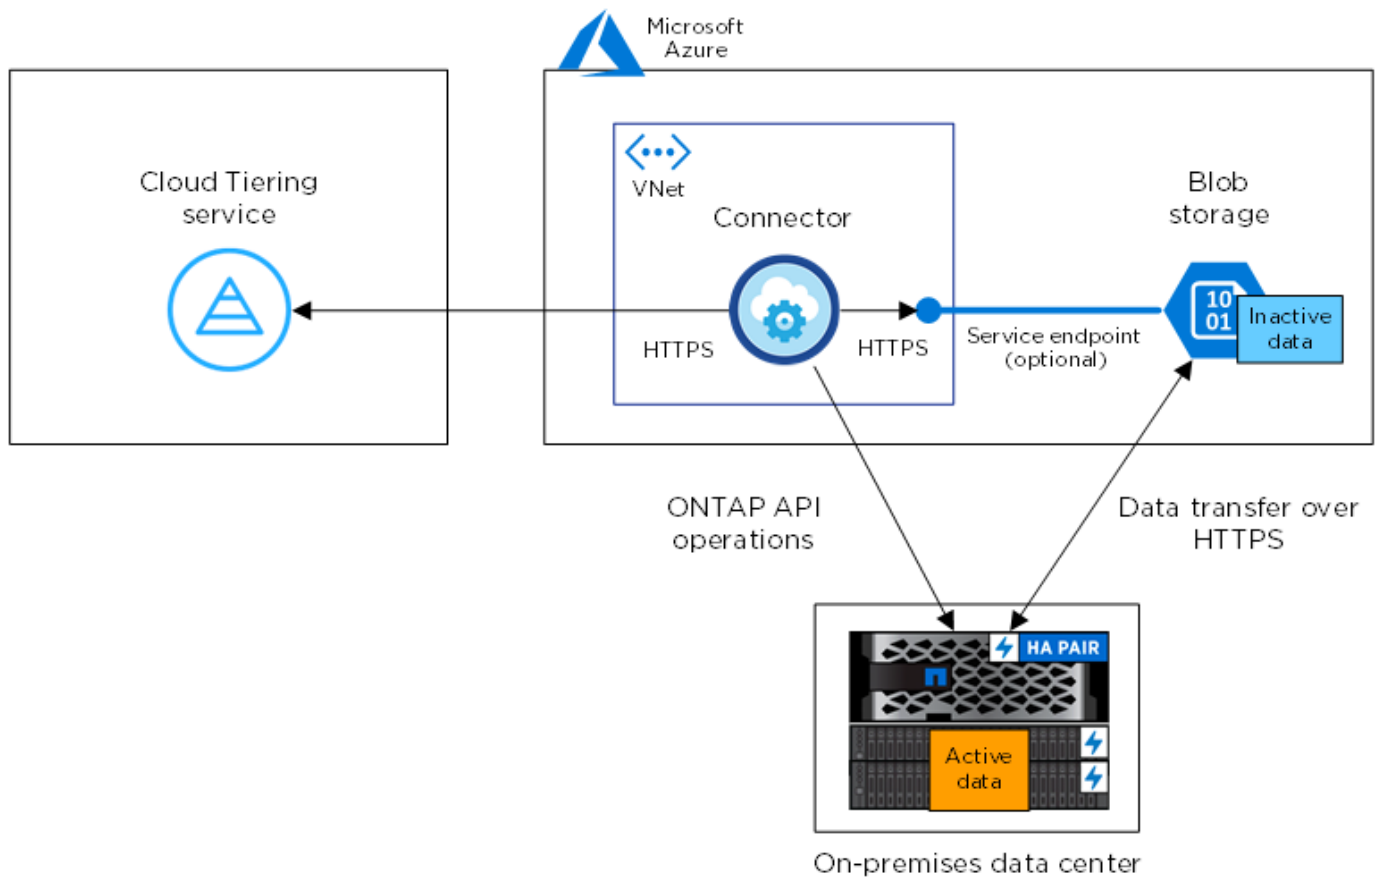 Microsoft
Azure
Cloud Tiering
service
VNet
Connector
Blob
storage
HTTPS
HTTPS
Service endpoint
(optional)
10
01
Inactive
data
ONTAP API
operations
Data transfer over
HTTPS
HA PAIR
Active
data
On-premises data center